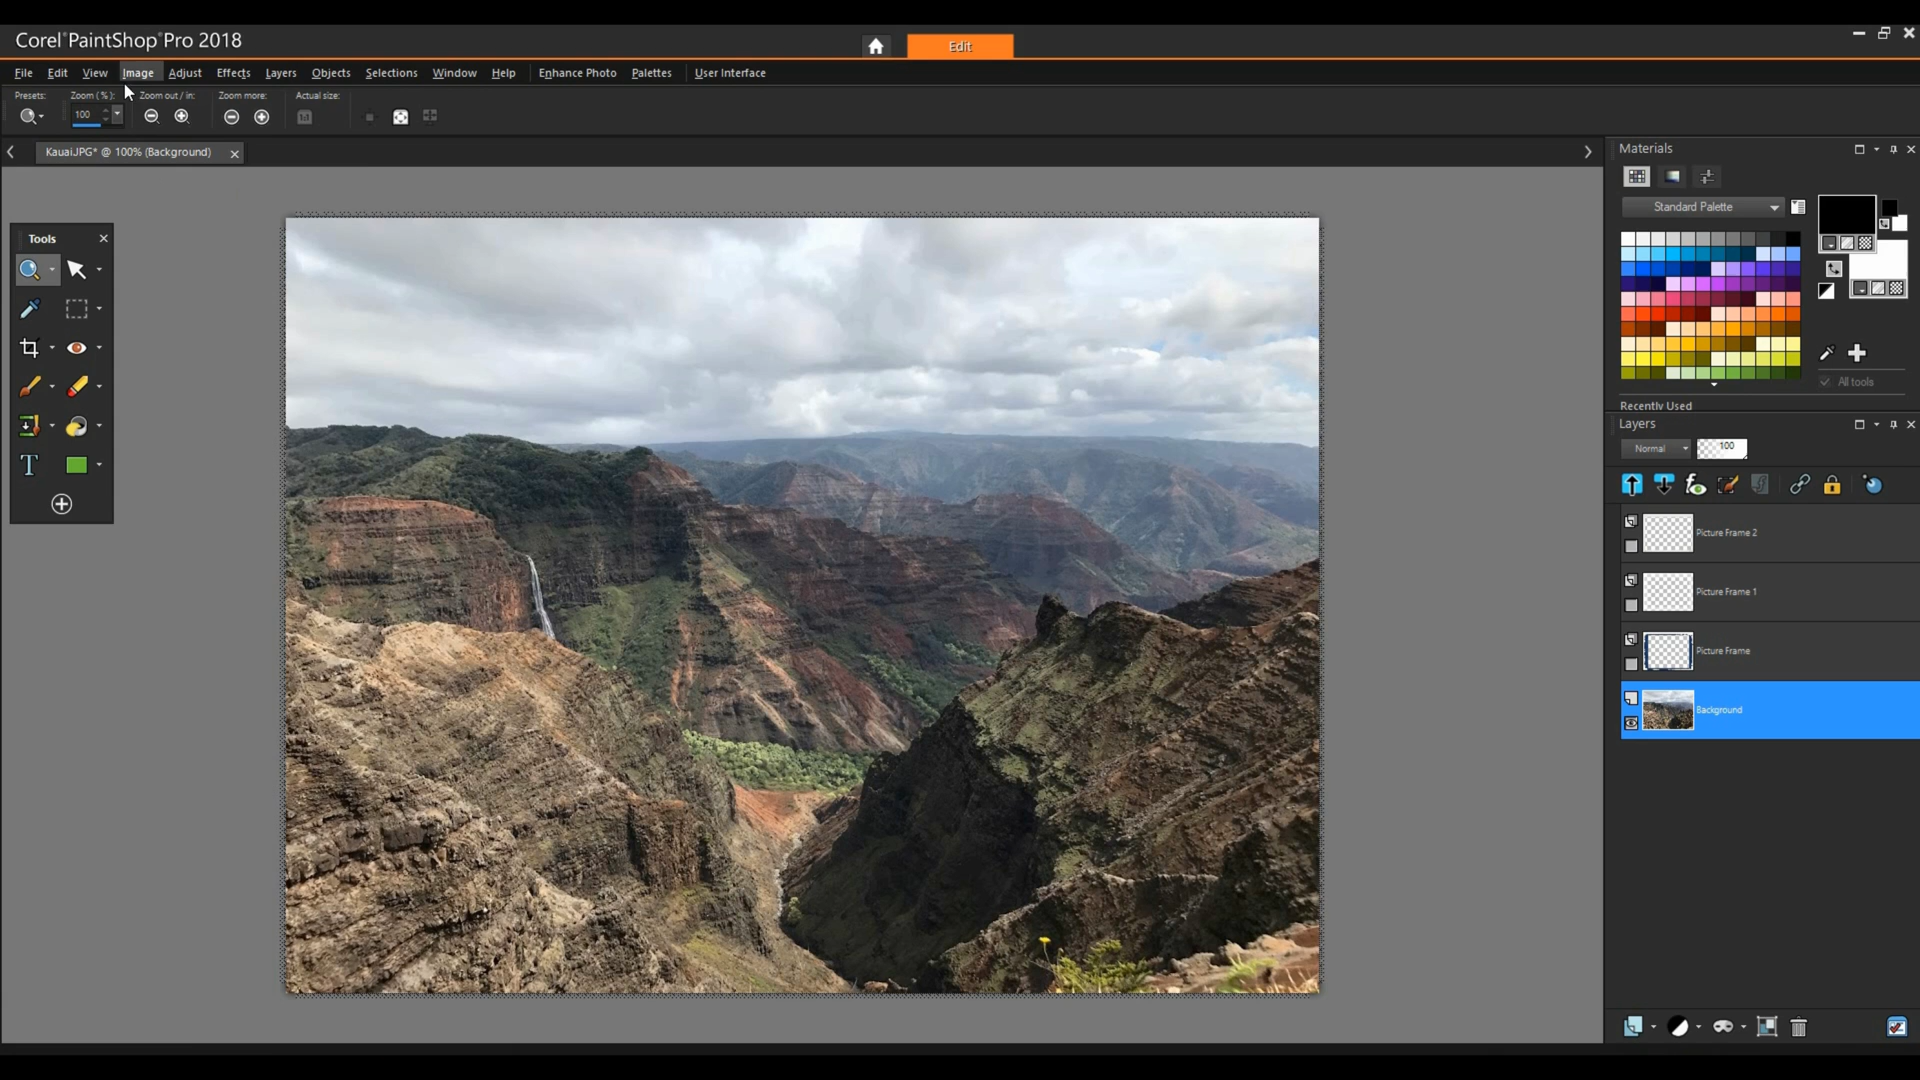 Corel®PaintShop®Pro 2018
Edit
File Edit View Image Adjust Effects Layers Objects Selections Window Help Enhance Photo Palettes User Interface
Presets: Zoom (%): Zoom out / in: Zoom more: Actual size:
100
KauaiJPG* @ 100% (Background)
Tools
Materials
Standard Palette
All tools
Recently Used
Layers
Normal 100
Picture Frame 2
Picture Frame 1
Picture Frame
Background